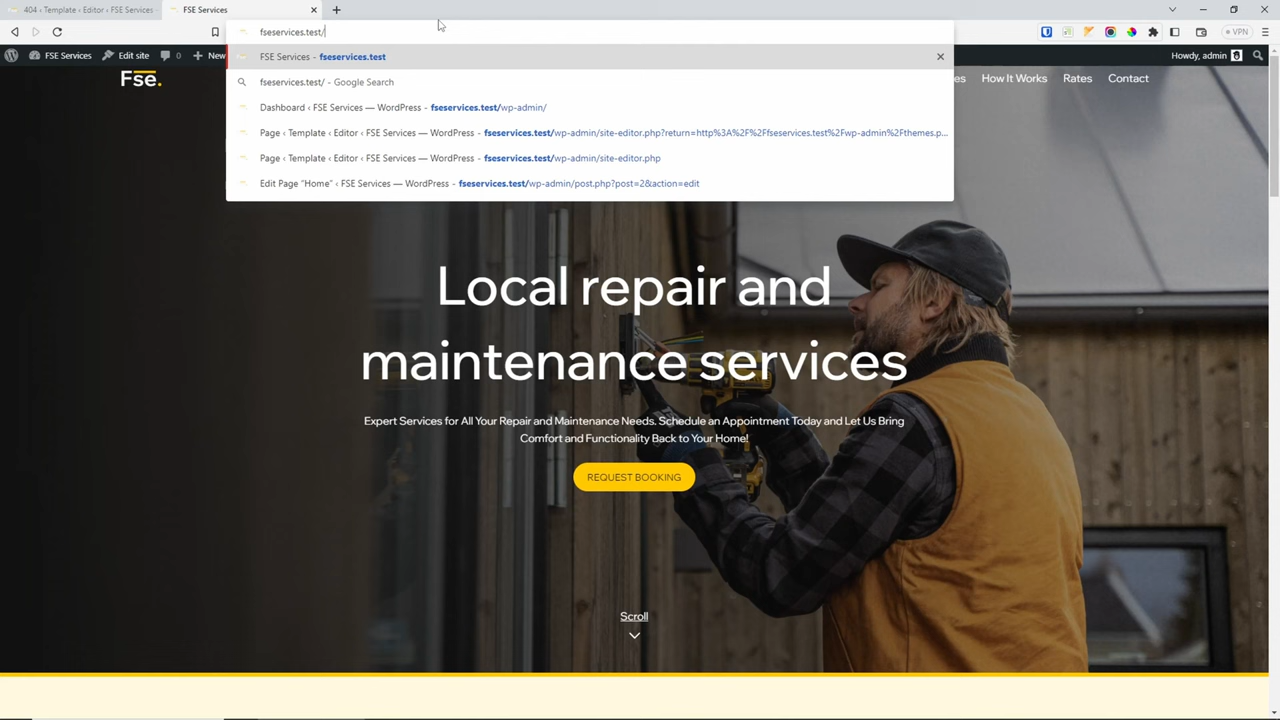 404 ‹ Template ‹ Editor ‹ FSE Services
FSE Services
fseservices.test/
VPN
FSE Services - fseservices.test
fseservices.test/ - Google Search
Dashboard ‹ FSE Services — WordPress - fseservices.test/wp-admin/
Page ‹ Template ‹ Editor ‹ FSE Services — WordPress - fseservices.test/wp-admin/site-editor.php?return=http%3A%2F%2Ffseservices.test%2Fwp-admin%2Fthemes.p...
Page ‹ Template ‹ Editor ‹ FSE Services — WordPress - fseservices.test/wp-admin/site-editor.php
Edit Page “Home” ‹ FSE Services — WordPress - fseservices.test/wp-admin/post.php?post=2&action=edit
FSE Services
Edit site
0
New
Howdy, admin
Fse.
es
How It Works
Rates
Contact
Local repair and
maintenance services
Expert Services for All Your Repair and Maintenance Needs. Schedule an Appointment Today and Let Us Bring
Comfort and Functionality Back to Your Home!
REQUEST BOOKING
Scroll